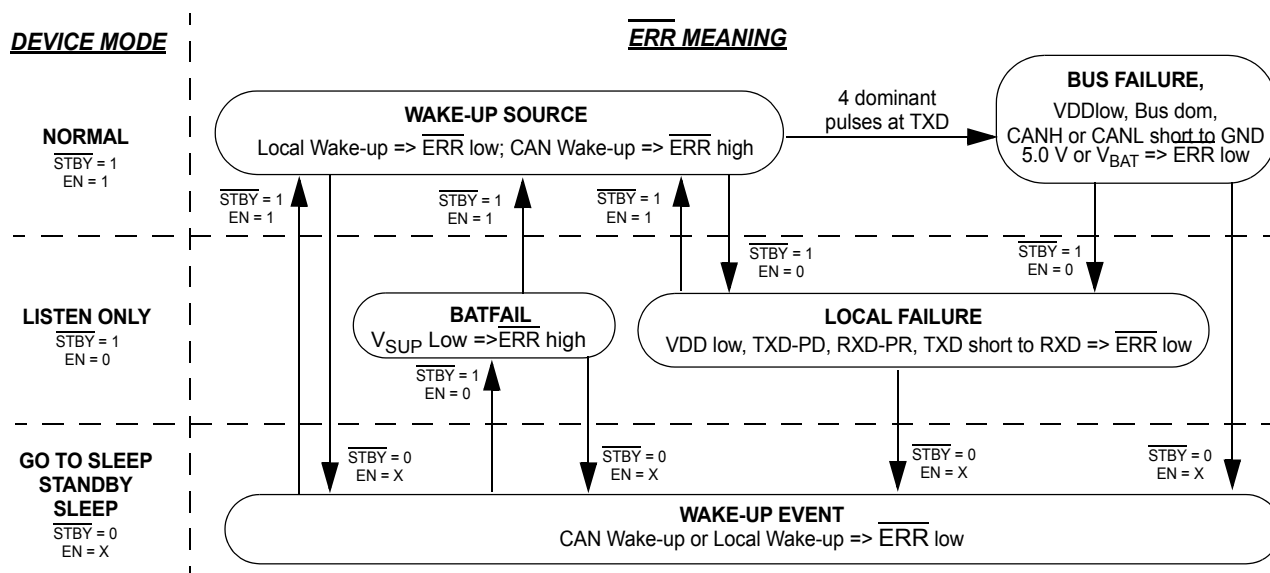 DEVICE MODE
ERR MEANING
NORMAL
STBY = 1
EN = 1
WAKE-UP SOURCE
Local Wake-up => ERR low; CAN Wake-up => ERR high
4 dominant
pulses at TXD
BUS FAILURE,
VDDlow, Bus dom,
CANH or CANL short to GND
5.0 V or VBAT => ERR low
STBY = 1
EN = 1
STBY = 1
EN = 1
STBY = 1
EN = 1
STBY = 1
EN = 0
STBY = 1
EN = 0
LISTEN ONLY
STBY = 1
EN = 0
BATFAIL
VSUP Low =>ERR high
LOCAL FAILURE
VDD low, TXD-PD, RXD-PR, TXD short to RXD => ERR low
STBY = 1
EN = 0
GO TO SLEEP
STANDBY
SLEEP
STBY = 0
EN = X
STBY = 0
EN = X
STBY = 0
EN = X
STBY = 0
EN = X
STBY = 0
EN = X
WAKE-UP EVENT
CAN Wake-up or Local Wake-up => ERR low